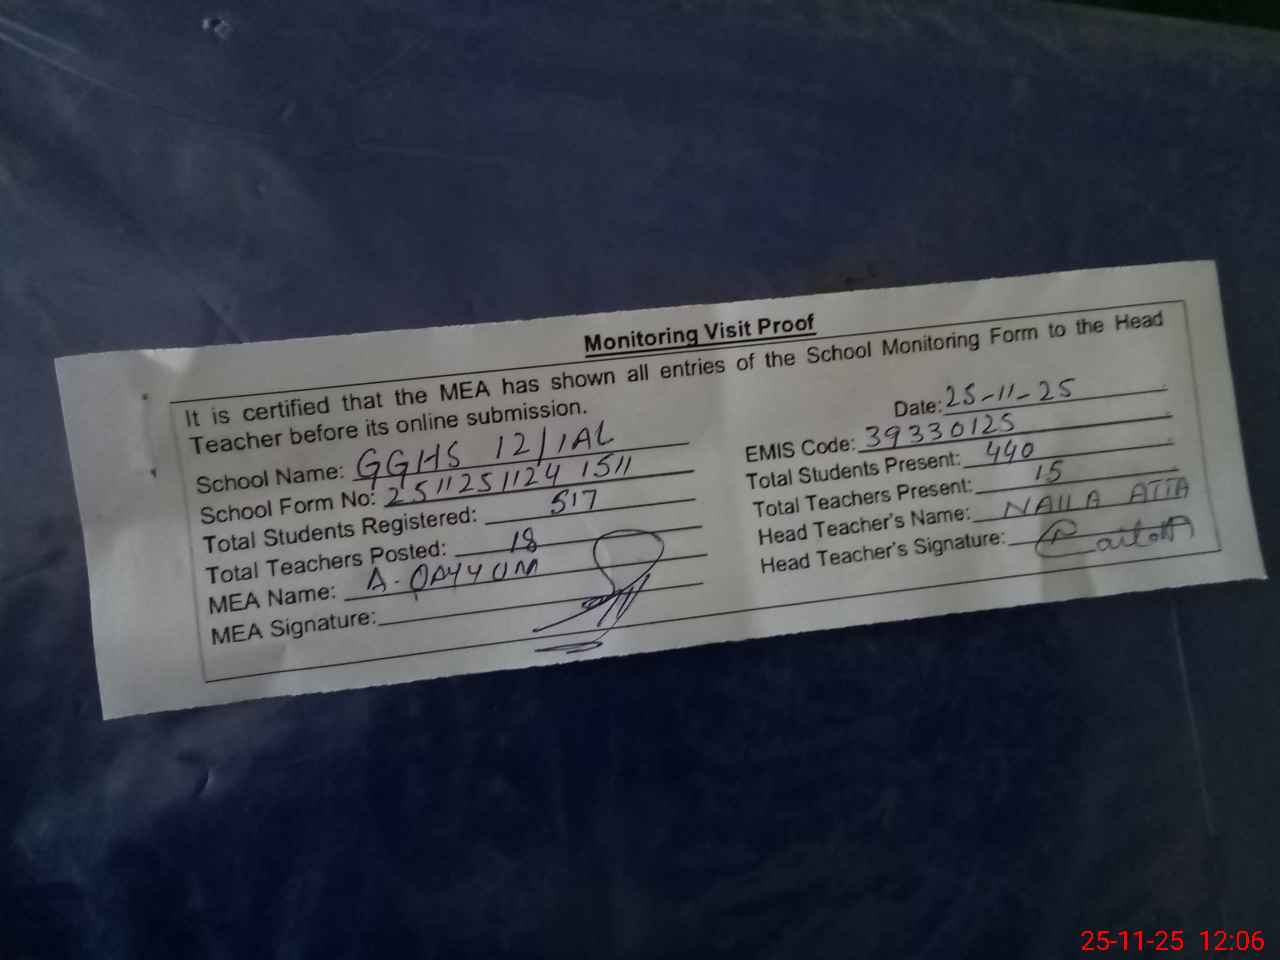 Monitoring Visit Proof
It is certified that the MEA has shown all entries of the School Monitoring Form to the Head
Teacher before its online submission.
Date: 25-11-25
School Name: GGHS 12/1AL
EMIS Code: 39330125
School Form No: 2511251124 1511
Total Students Present: 440
Total Students Registered: 517
Total Teachers Present: 15
Total Teachers Posted: 18
Head Teacher's Name: NAILA ATTA
MEA Name: A-QAYYUM
Head Teacher's Signature:
MEA Signature:
25-11-25 12:06